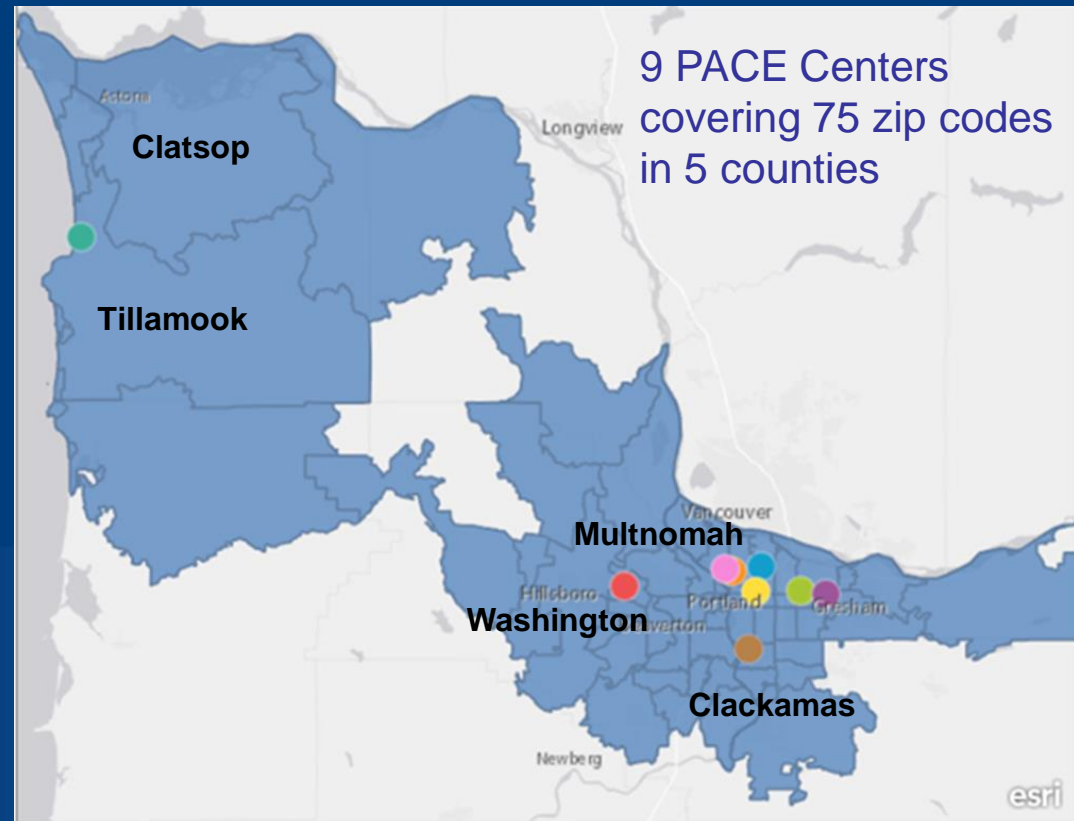 9 PACE Centers
covering 75 zip codes
in 5 counties
Astoria
Longview
Clatsop
Tillamook
Vancouver
Multnomah
Hillsboro
Portland
Gresham
Washington
Beaverton
Clackamas
Newberg
esri